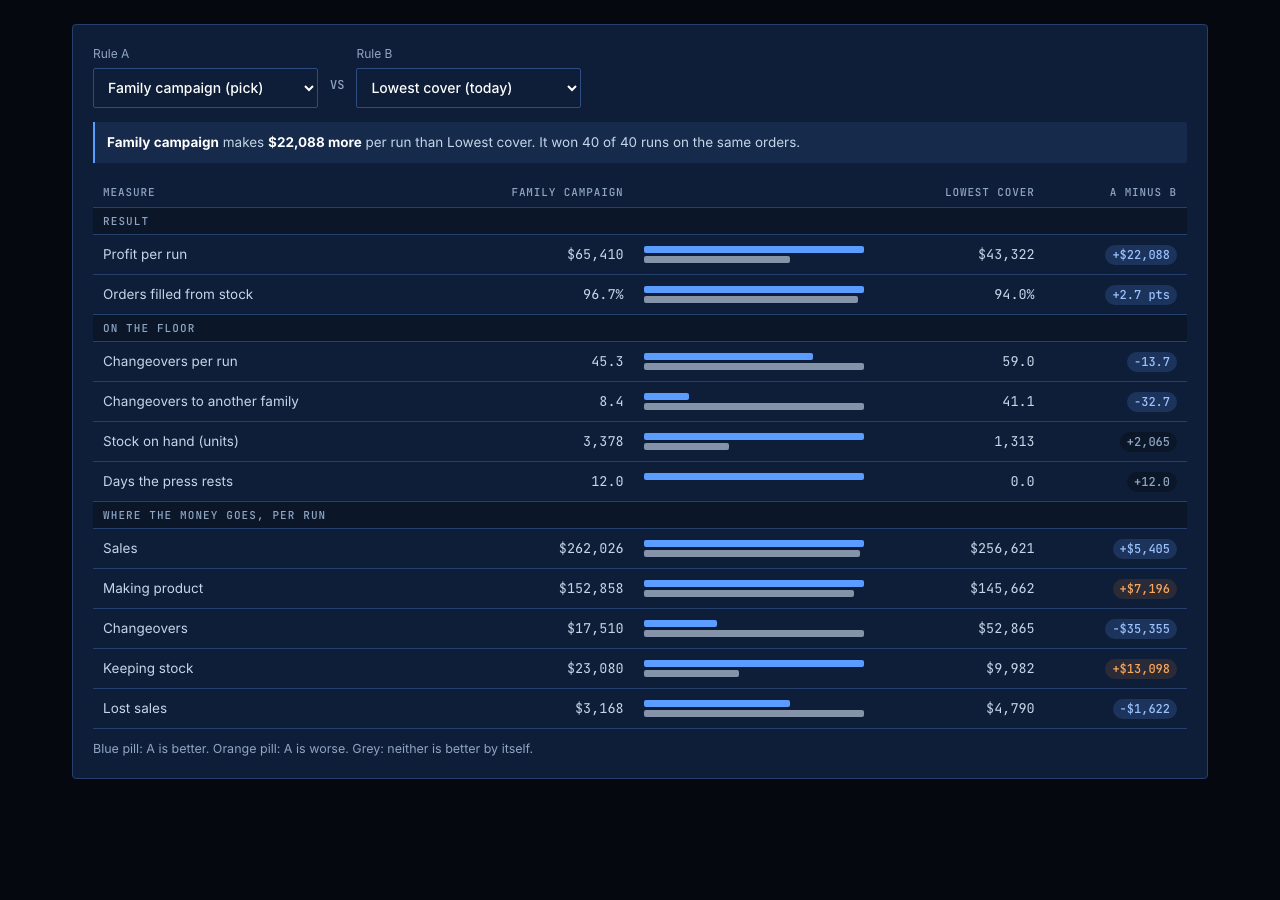 Rule A
Rule B
Family campaign (pick)
VS
Lowest cover (today)
Family campaign makes $22,088 more per run than Lowest cover. It won 40 of 40 runs on the same orders.
MEASURE FAMILY CAMPAIGN LOWEST COVER A MINUS B
RESULT
Profit per run $65,410 $43,322 +$22,088
Orders filled from stock 96.7% 94.0% +2.7 pts
ON THE FLOOR
Changeovers per run 45.3 59.0 -13.7
Changeovers to another family 8.4 41.1 -32.7
Stock on hand (units) 3,378 1,313 +2,065
Days the press rests 12.0 0.0 +12.0
WHERE THE MONEY GOES, PER RUN
Sales $262,026 $256,621 +$5,405
Making product $152,858 $145,662 +$7,196
Changeovers $17,510 $52,865 -$35,355
Keeping stock $23,080 $9,982 +$13,098
Lost sales $3,168 $4,790 -$1,622
Blue pill: A is better. Orange pill: A is worse. Grey: neither is better by itself.